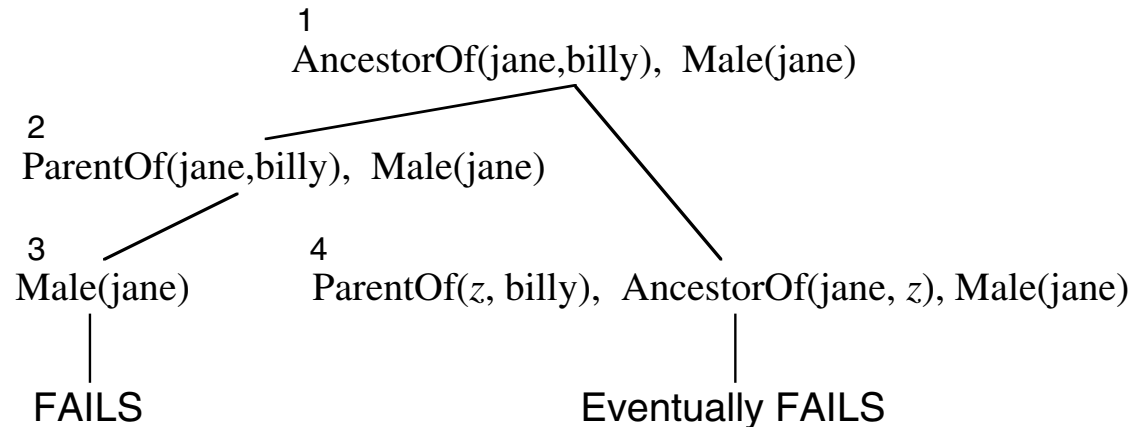 1
AncestorOf(jane,billy), Male(jane)
2
ParentOf(jane,billy), Male(jane)
3
Male(jane)
4
ParentOf(z, billy), AncestorOf(jane, z), Male(jane)
FAILS
Eventually FAILS